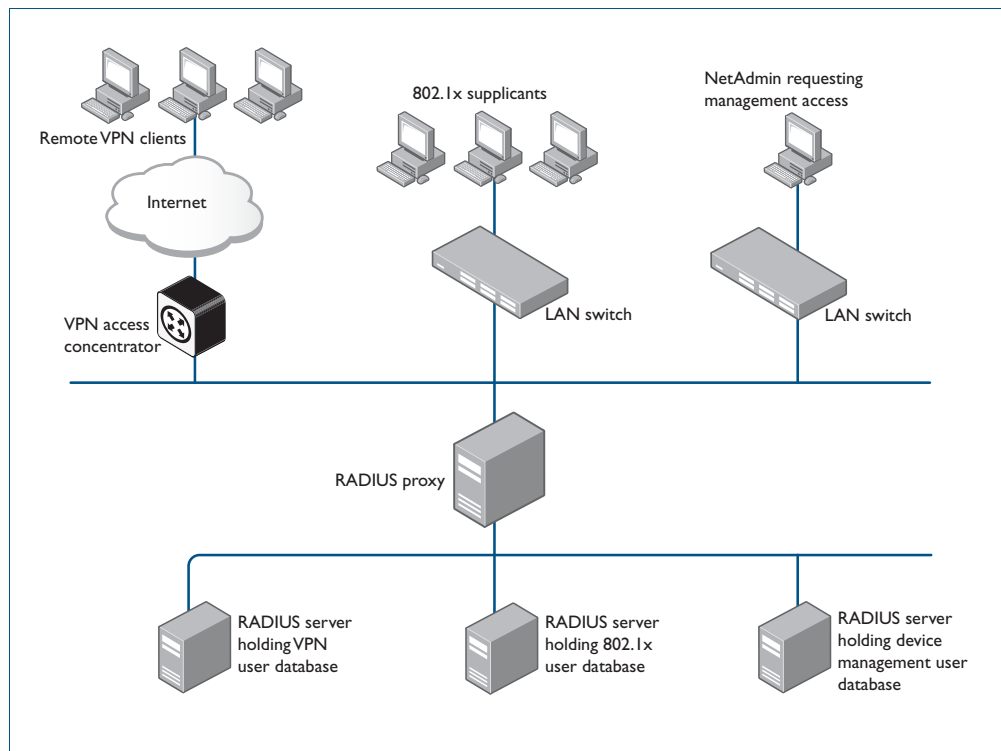 Remote VPN clients
802.1x supplicants
NetAdmin requesting
management access
Internet
VPN access
concentrator
LAN switch
LAN switch
RADIUS proxy
RADIUS server
holding VPN
user database
RADIUS server
holding 802.1x
user database
RADIUS server
holding device
management user
database